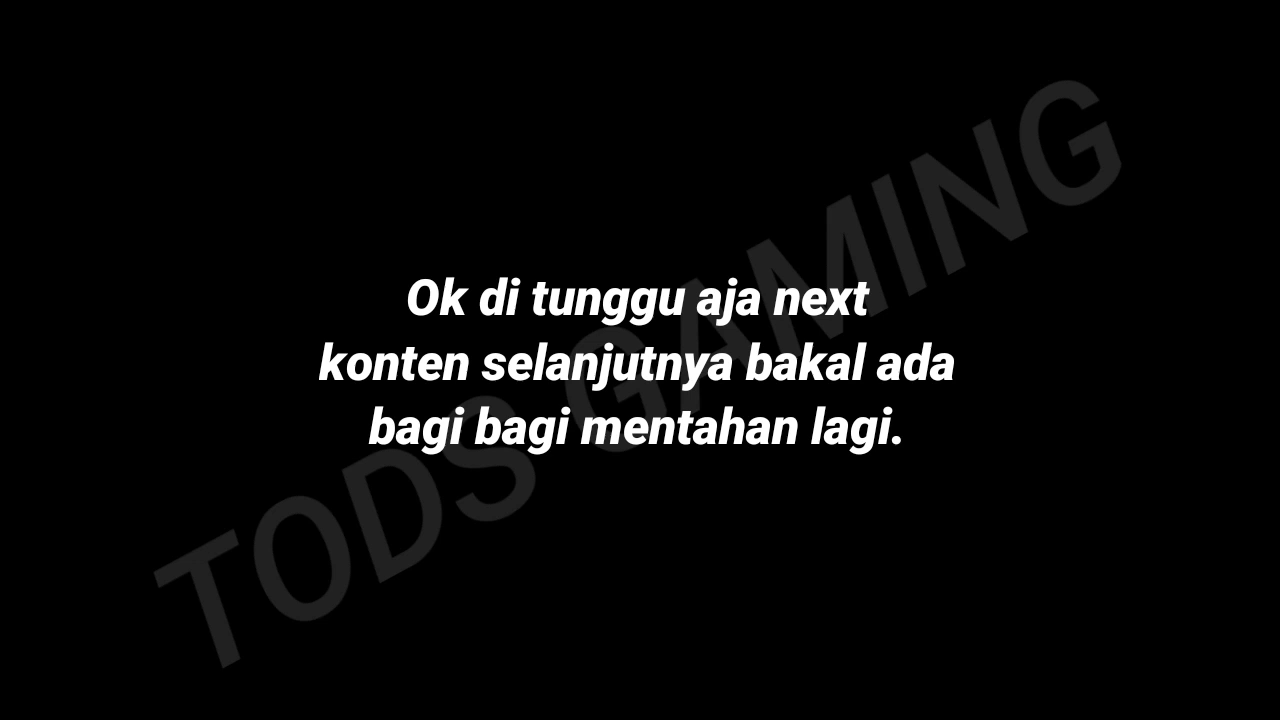 Ok di tunggu aja next
konten selanjutnya bakal ada
bagi bagi mentahan lagi.
TODS GAMING